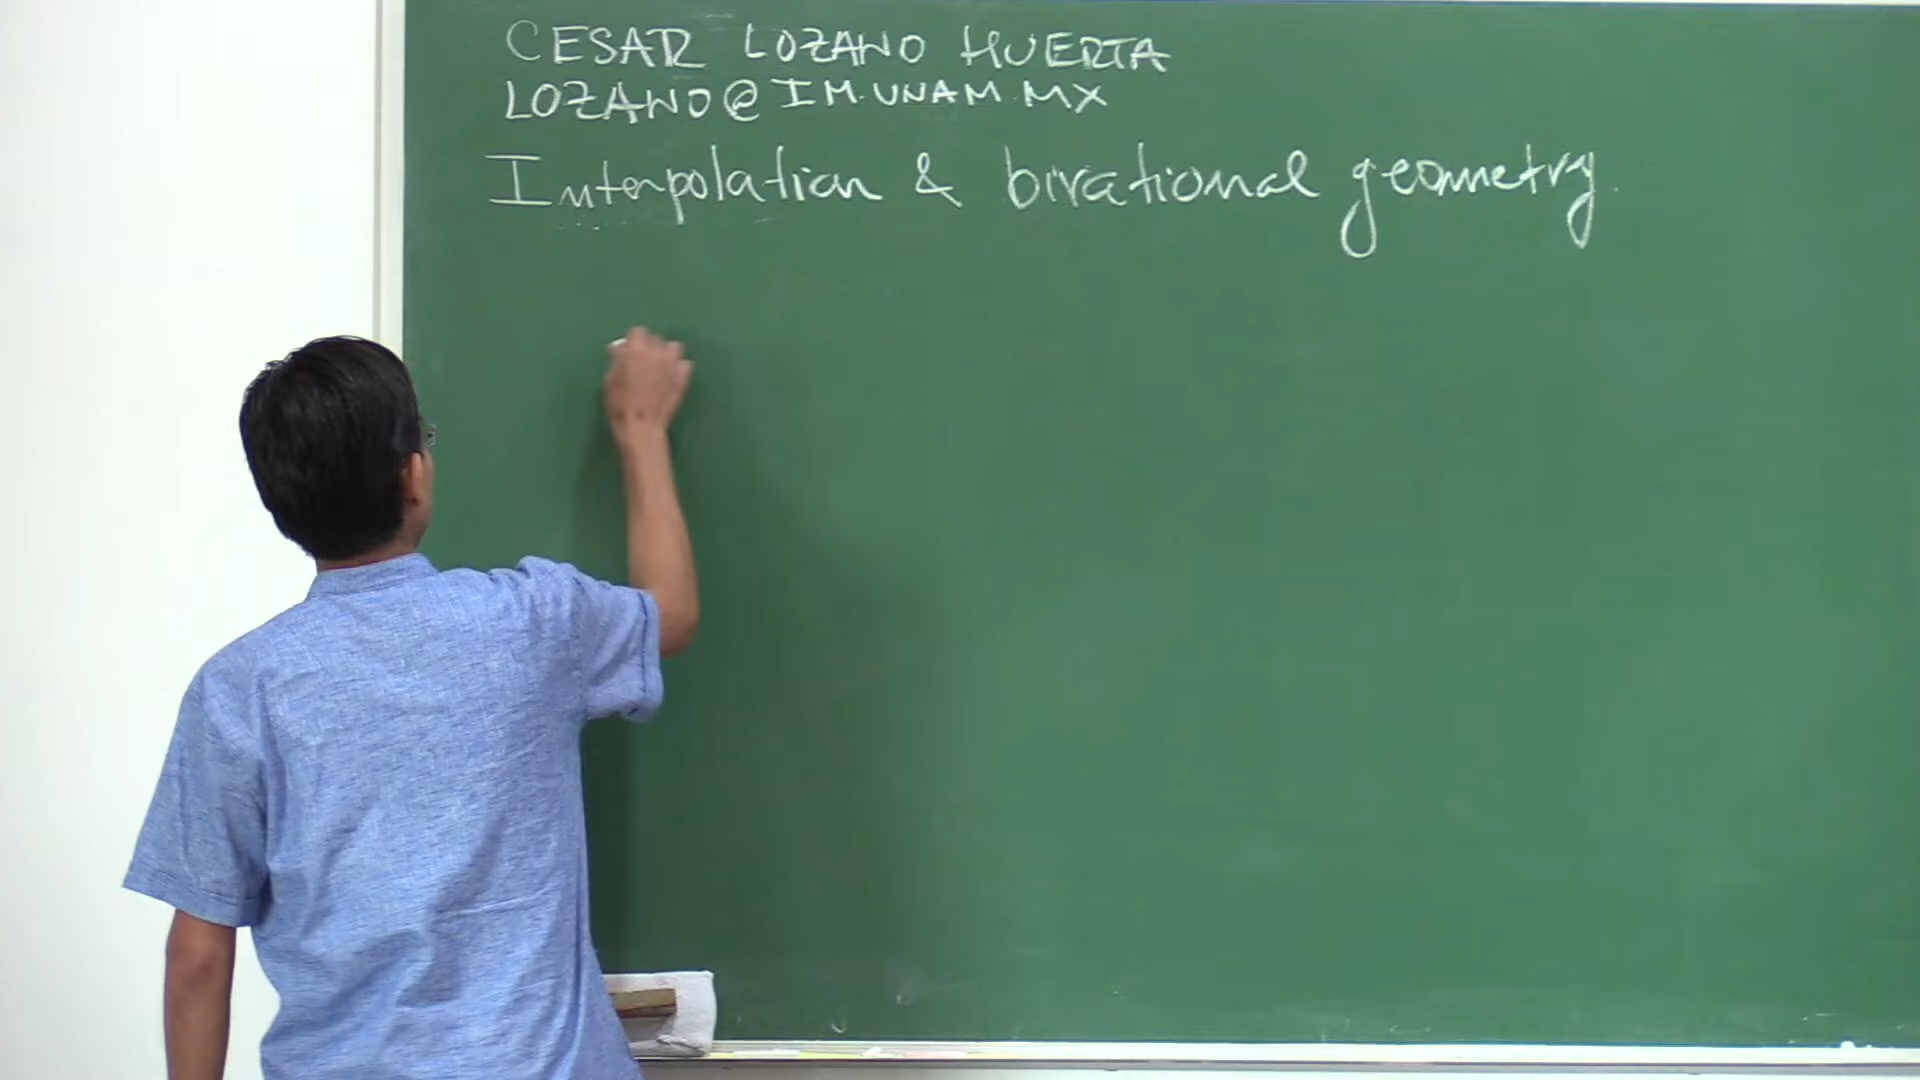 CESAR LOZANO HUERTA
LOZANO@IM.UNAM.MX
Interpolation & birational geometry.